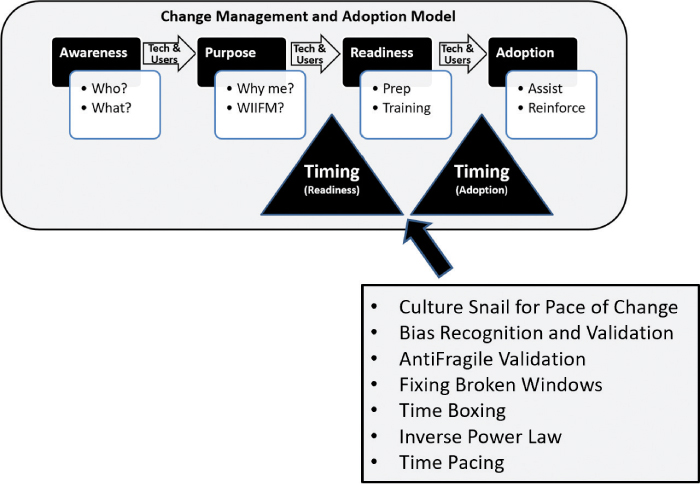 Change Management and Adoption Model
Awareness
Tech &
Users
Purpose
Tech &
Users
Readiness
Tech &
Users
Adoption
• Who?
• What?
• Why me?
• WIIFM?
• Prep
• Training
• Assist
• Reinforce
Timing
(Readiness)
Timing
(Adoption)
• Culture Snail for Pace of Change
• Bias Recognition and Validation
• AntiFragile Validation
• Fixing Broken Windows
• Time Boxing
• Inverse Power Law
• Time Pacing